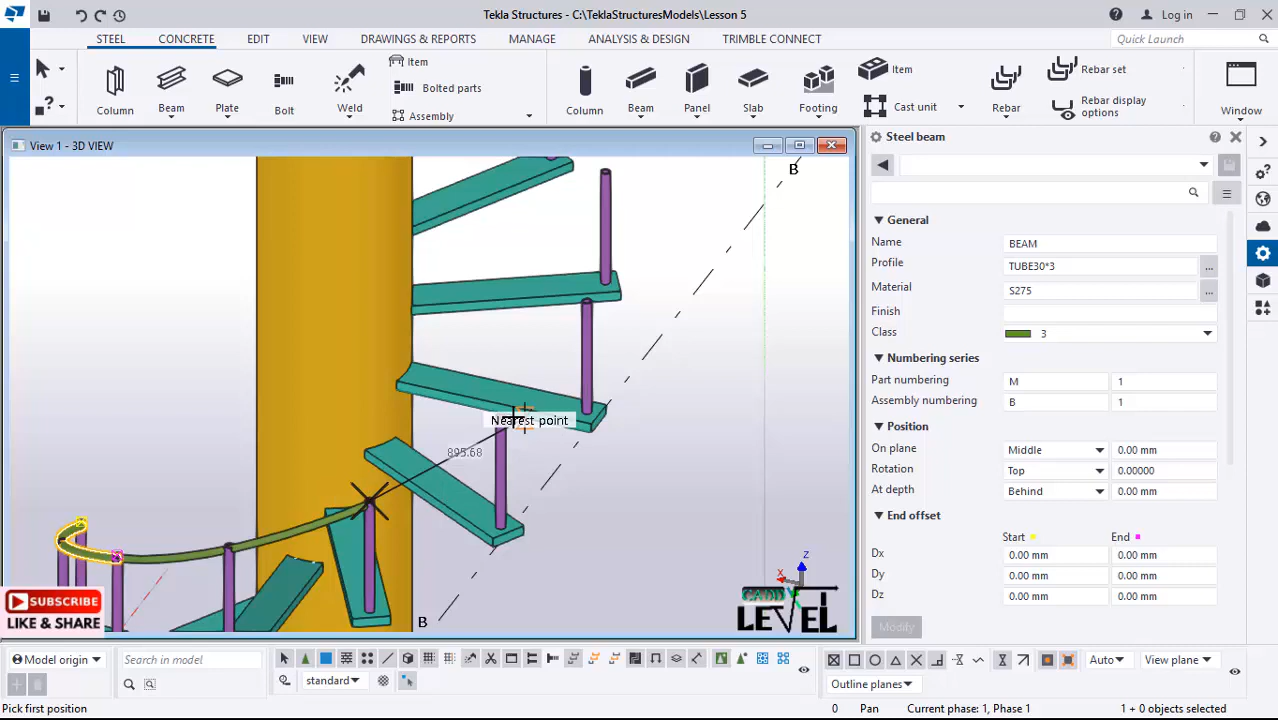 Tekla Structures - C:\TeklaStructuresModels\Lesson 5
Log in
STEEL CONCRETE EDIT VIEW DRAWINGS & REPORTS MANAGE ANALYSIS & DESIGN TRIMBLE CONNECT
Quick Launch
Column Beam Plate Bolt Weld
Item
Bolted parts
Assembly
Column Beam Panel Slab Footing
Item
Cast unit
Rebar
Rebar set
Rebar display options
Window
View 1 - 3D VIEW
B
Nearest point
895.68
B
X
Z
SUBSCRIBE
LIKE & SHARE
CADD
LEVEL
Steel beam
General
Name BEAM
Profile TUBE30*3
Material S275
Finish
Class 3
Numbering series
Part numbering M 1
Assembly numbering B 1
Position
On plane Middle 0.00 mm
Rotation Top 0.00000
At depth Behind 0.00 mm
End offset
Start End
Dx 0.00 mm 0.00 mm
Dy 0.00 mm 0.00 mm
Dz 0.00 mm 0.00 mm
Modify
Model origin
Search in model
standard
Auto
View plane
Outline planes
Pick first position
0 Pan Current phase: 1, Phase 1 1 + 0 objects selected